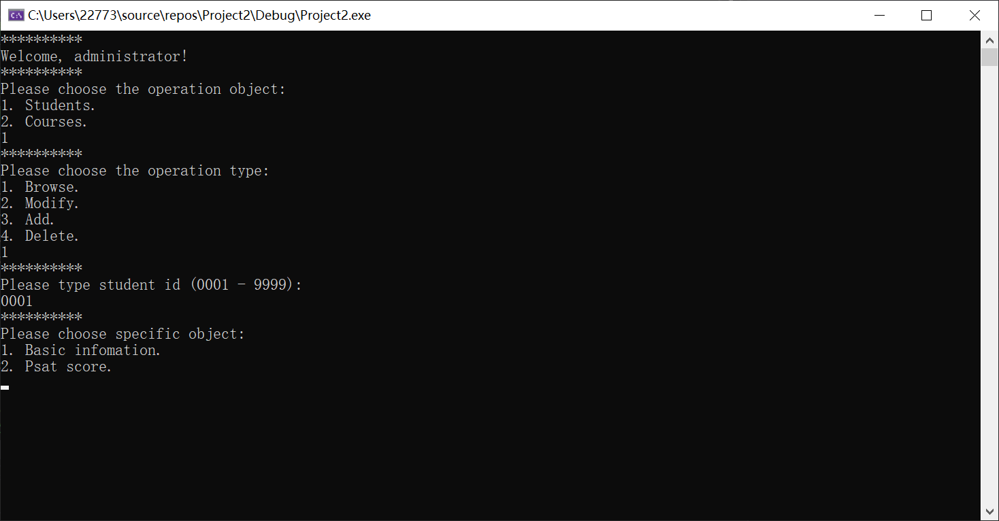 C:\Users\22773\source\repos\Project2\Debug\Project2.exe
**********
Welcome, administrator!
**********
Please choose the operation object:
1. Students.
2. Courses.
1
**********
Please choose the operation type:
1. Browse.
2. Modify.
3. Add.
4. Delete.
1
**********
Please type student id (0001 - 9999):
0001
**********
Please choose specific object:
1. Basic infomation.
2. Psat score.